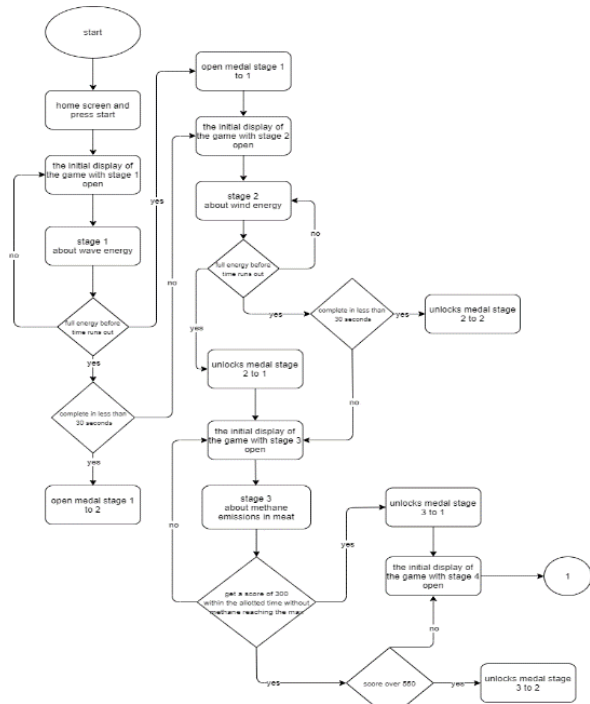 start
home screen and
press start
the initial display of
the game with stage 1
open
stage 1
about wave energy
no
full energy before
time runs out
yes
yes
complete in less than
30 seconds
no
yes
open medal stage 1
to 2
open medal stage 1
to 1
the initial display of
the game with stage 2
open
stage 2
about wind energy
no
full energy before
time runs out
yes
yes
complete in less than
30 seconds
yes
unlocks medal stage
2 to 2
no
unlocks medal stage
2 to 1
the initial display of
the game with stage 3
open
stage 3
about methane
emissions in meat
no
get a score of 300
within the allotted time without
methane reaching the max
yes
unlocks medal stage
3 to 1
the initial display of
the game with stage 4
open
1
no
yes
score over 550
yes
unlocks medal stage
3 to 2